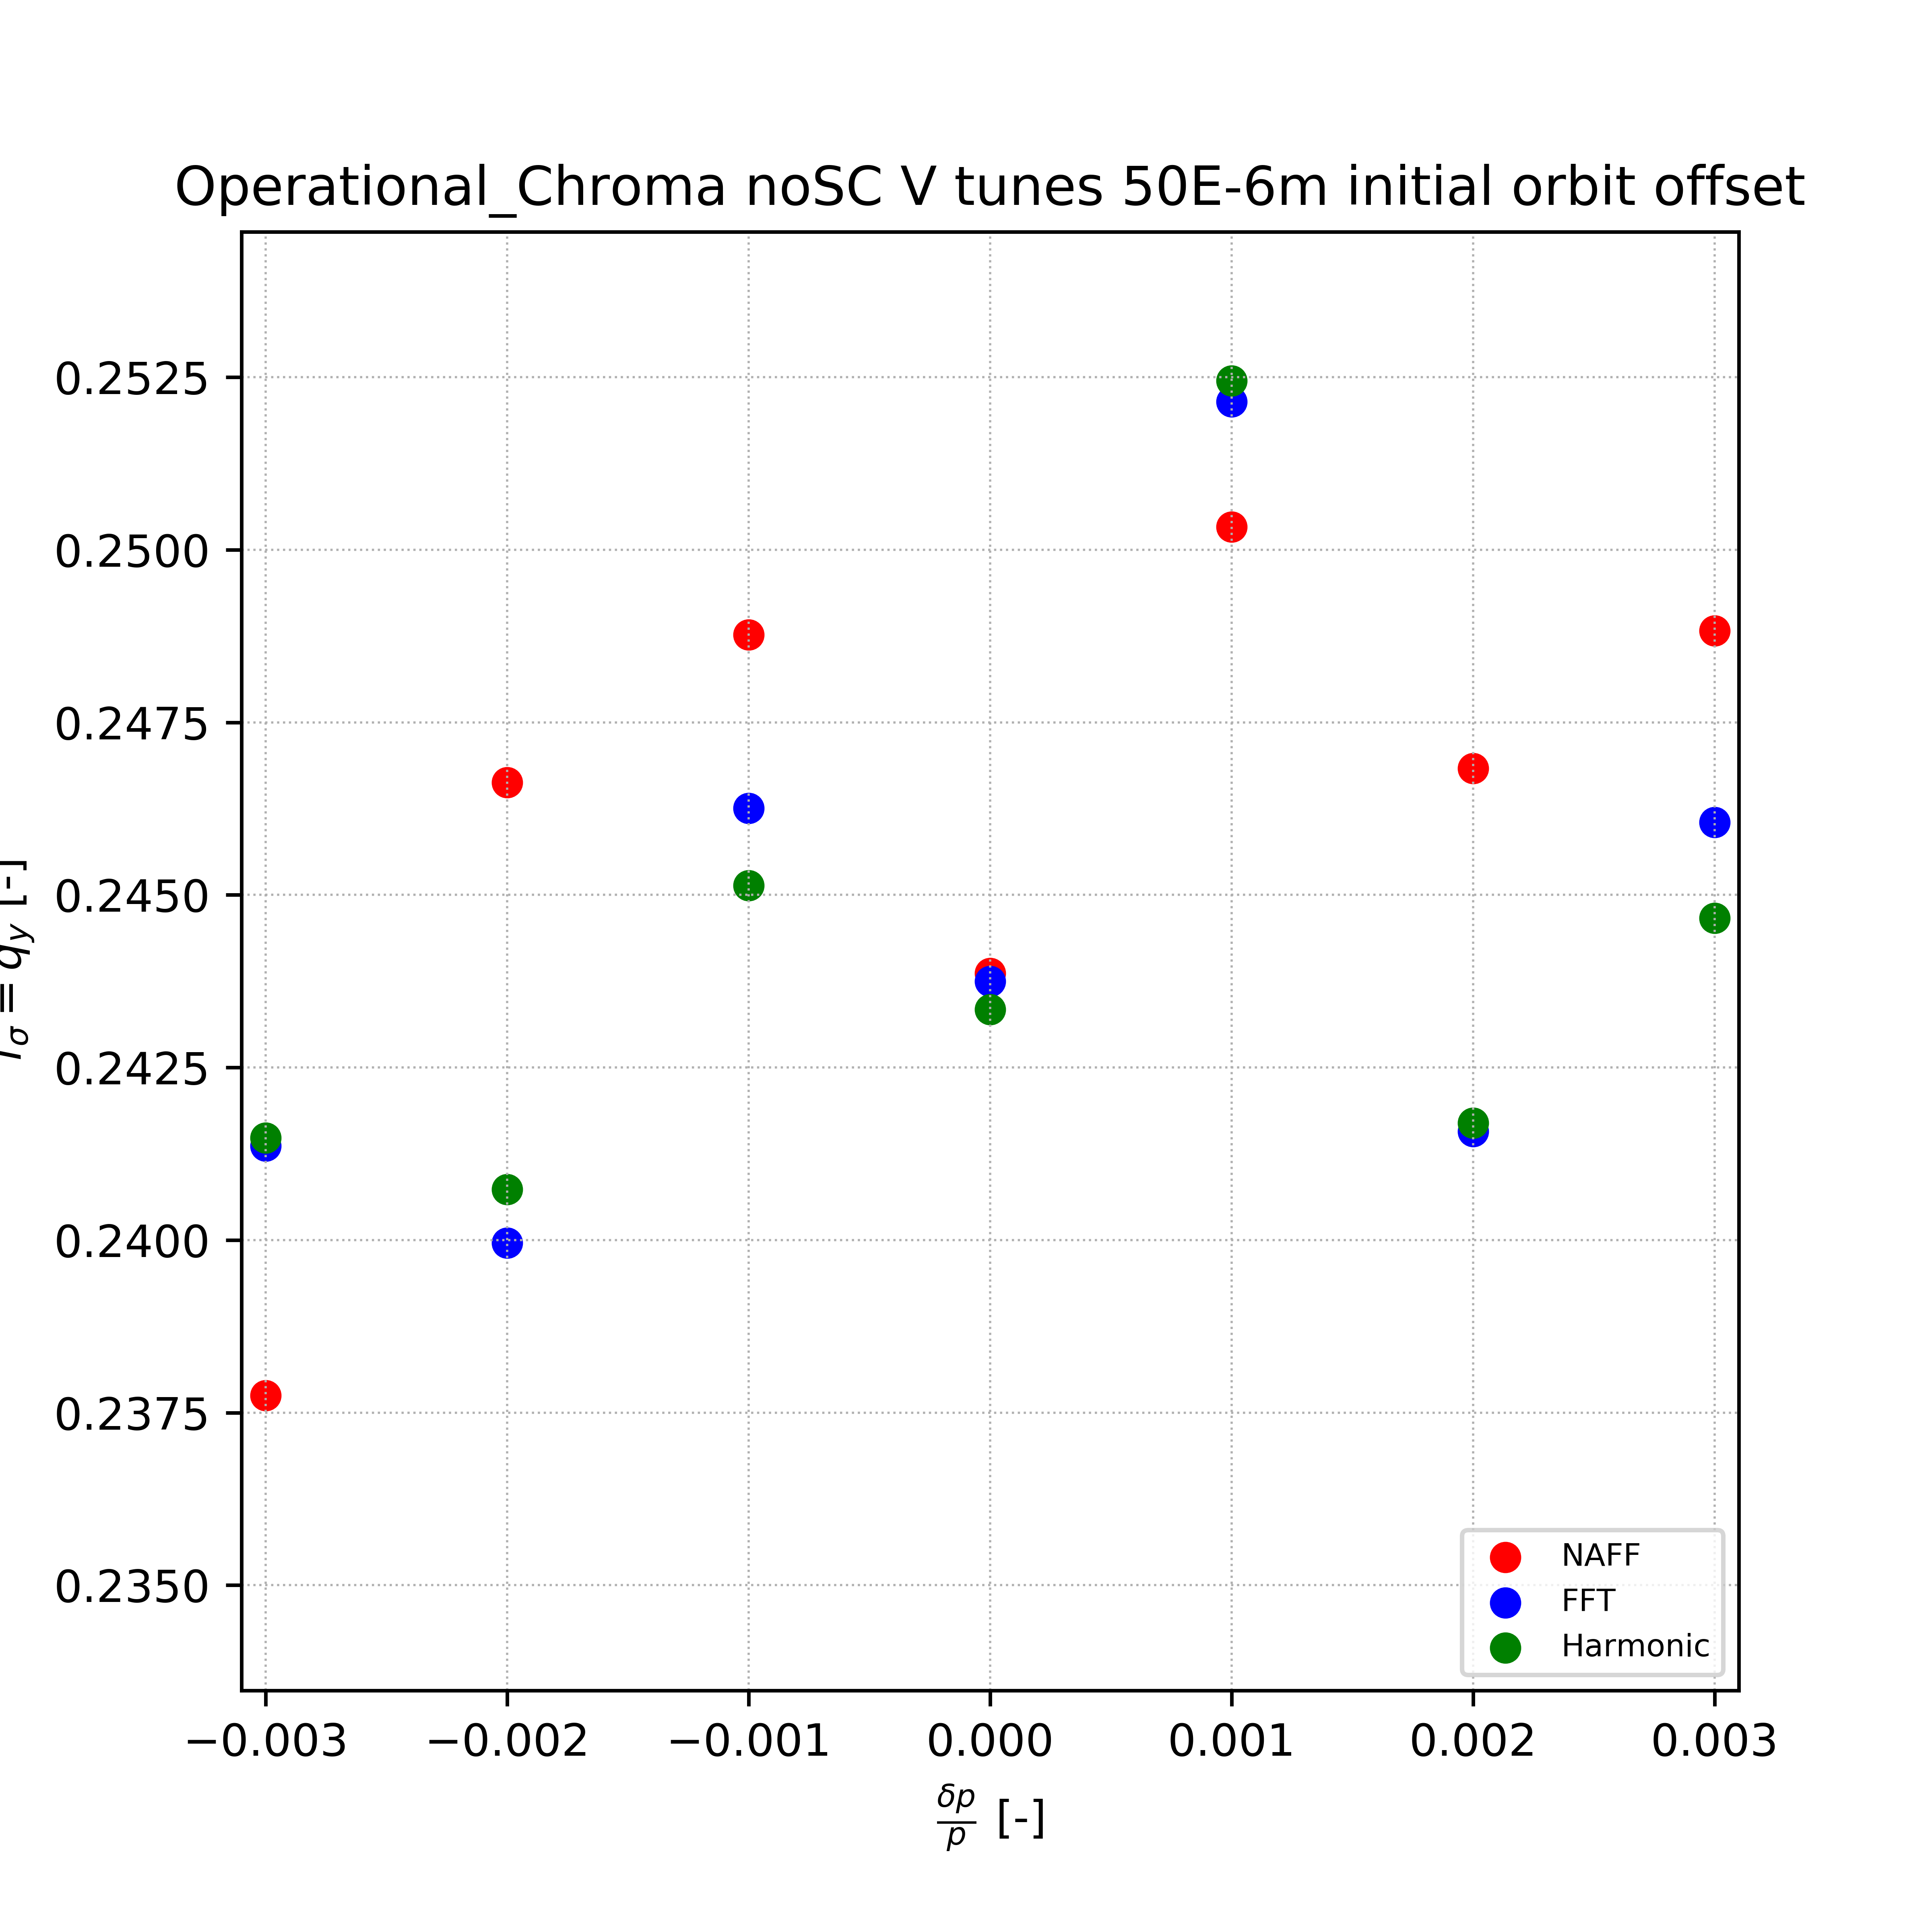 Operational_Chroma noSC V tunes 50E-6m initial orbit offset
0.2525
0.2500
0.2475
0.2450
0.2425
0.2400
0.2375
0.2350
σ = q_y [-]
NAFF
FFT
Harmonic
−0.003 −0.002 −0.001 0.000 0.001 0.002 0.003
δp/p [-]